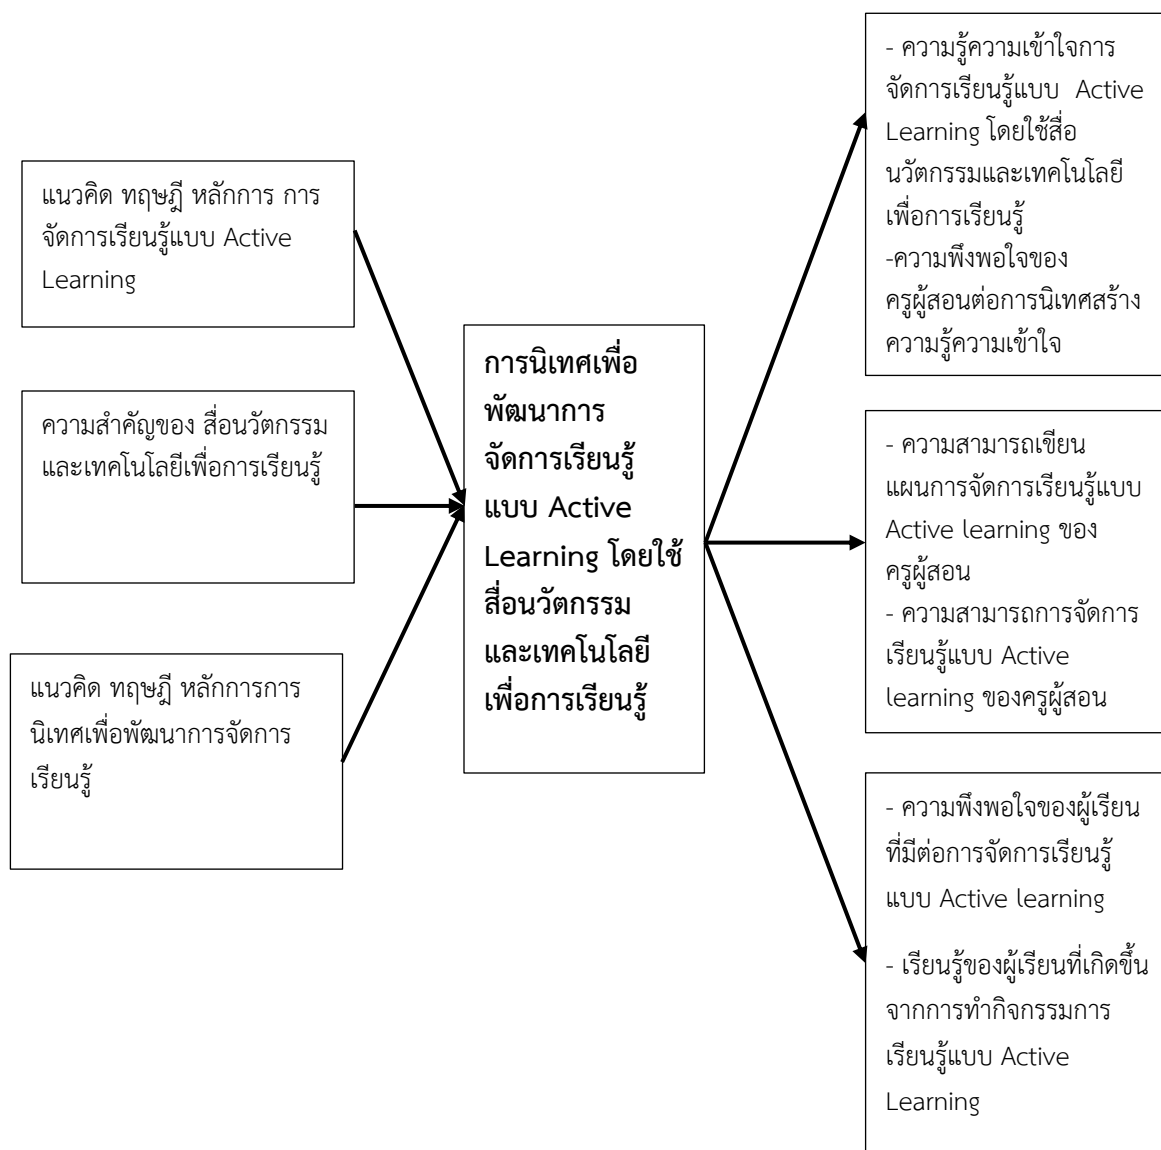 แนวคิด ทฤษฎี หลักการ การ
จัดการเรียนรู้แบบ Active
Learning
ความสำคัญของ สื่อนวัตกรรม
และเทคโนโลยีเพื่อการเรียนรู้
แนวคิด ทฤษฎี หลักการการ
นิเทศเพื่อพัฒนาการจัดการ
เรียนรู้
การนิเทศเพื่อ
พัฒนาการ
จัดการเรียนรู้
แบบ Active
Learning โดยใช้
สื่อนวัตกรรม
และเทคโนโลยี
เพื่อการเรียนรู้
- ความรู้ความเข้าใจการ
จัดการเรียนรู้แบบ Active
Learning โดยใช้สื่อ
นวัตกรรมและเทคโนโลยี
เพื่อการเรียนรู้
-ความพึงพอใจของ
ครูผู้สอนต่อการนิเทศสร้าง
ความรู้ความเข้าใจ
- ความสามารถเขียน
แผนการจัดการเรียนรู้แบบ
Active learning ของ
ครูผู้สอน
- ความสามารถการจัดการ
เรียนรู้แบบ Active
learning ของครูผู้สอน
- ความพึงพอใจของผู้เรียน
ที่มีต่อการจัดการเรียนรู้
แบบ Active learning
- เรียนรู้ของผู้เรียนที่เกิดขึ้น
จากการทำกิจกรรมการ
เรียนรู้แบบ Active
Learning